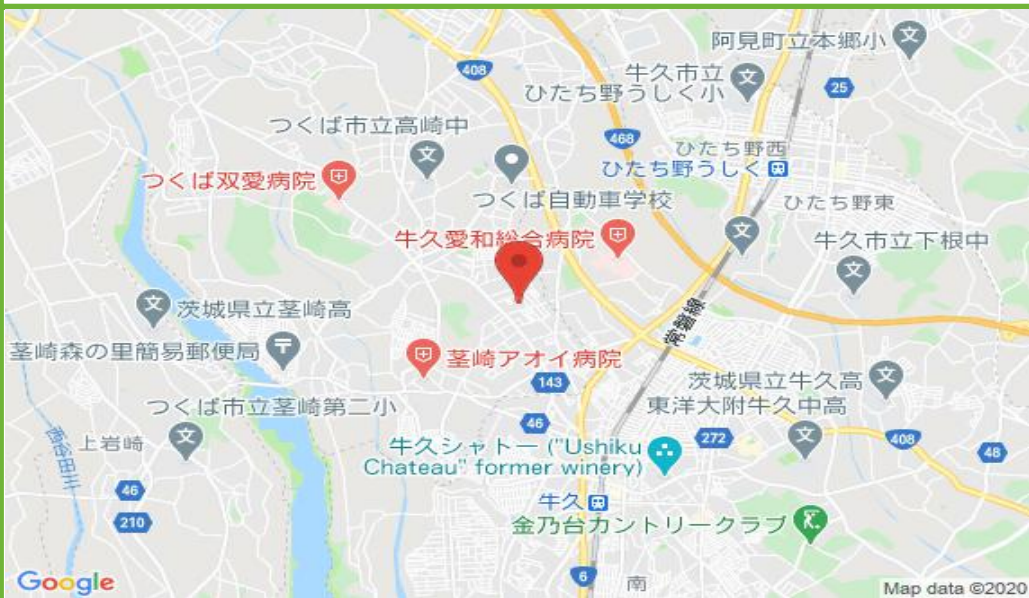 阿見町立本郷小
408
牛久市立
ひたち野うしく小
25
つくば市立高崎中
468
ひたち野西
ひたち野うしく
つくば双愛病院
つくば自動車学校
ひたち野東
牛久愛和総合病院
牛久市立下根中
茨城県立茎崎高
常磐線
茎崎森の里簡易郵便局
茎崎アオイ病院
143
茨城県立牛久高
つくば市立茎崎第二小
東洋大附牛久中高
46
上岩崎
牛久シャトー ("Ushiku
Chateau" former winery)
272
408
48
46
210
牛久
金乃台カントリークラブ
6
南
Google
Map data ©2020